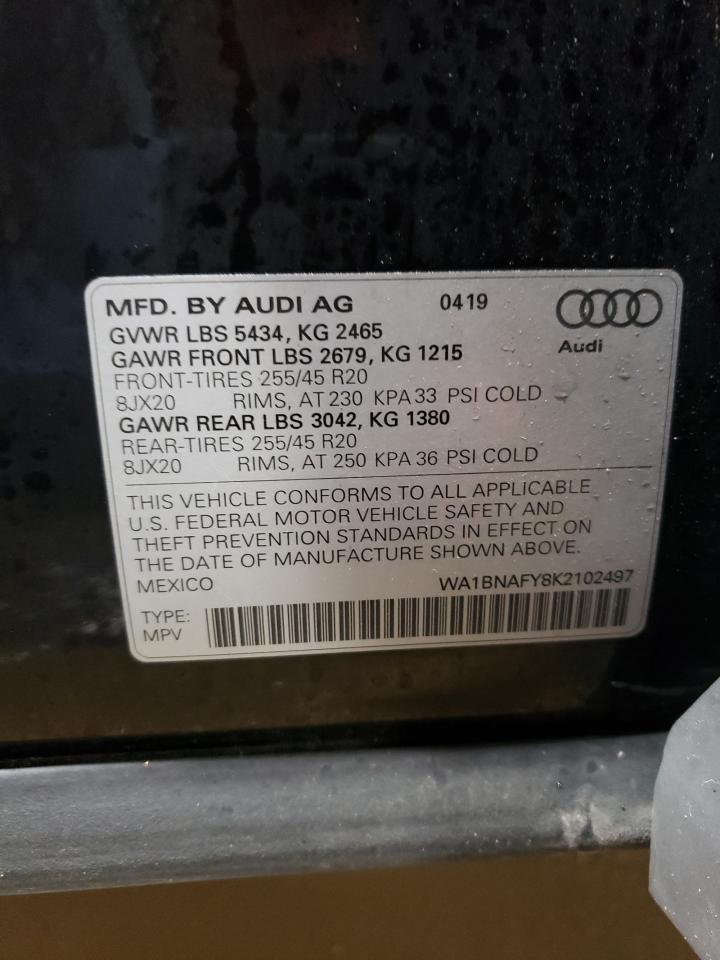 MFD. BY AUDI AG 0419
Audi
GVWR LBS 5434, KG 2465
GAWR FRONT LBS 2679, KG 1215
FRONT-TIRES 255/45 R20
8JX20 RIMS, AT 230 KPA 33 PSI COLD
GAWR REAR LBS 3042, KG 1380
REAR-TIRES 255/45 R20
8JX20 RIMS, AT 250 KPA 36 PSI COLD
THIS VEHICLE CONFORMS TO ALL APPLICABLE
U.S. FEDERAL MOTOR VEHICLE SAFETY AND
THEFT PREVENTION STANDARDS IN EFFECT ON
THE DATE OF MANUFACTURE SHOWN ABOVE.
MEXICO WA1BNAFY8K2102497
TYPE:
MPV